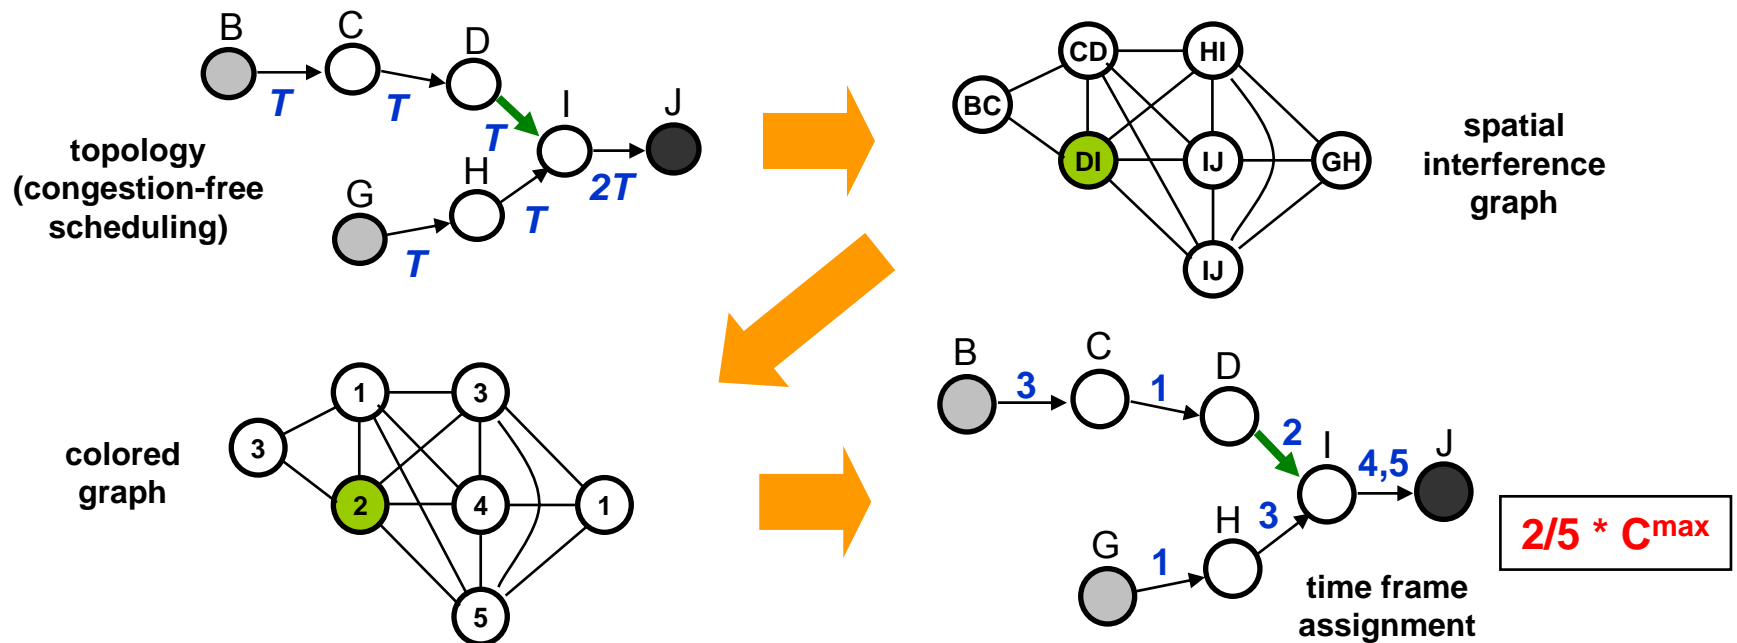 B
C
D
I
J
H
G
T
T
T
T
T
2T
topology
(congestion-free
scheduling)
CD
HI
BC
DI
IJ
GH
IJ
spatial
interference
graph
colored
graph
1
3
3
2
4
1
5
B
C
D
I
J
H
G
3
1
2
4,5
3
1
time frame
assignment
2/5 * Cmax